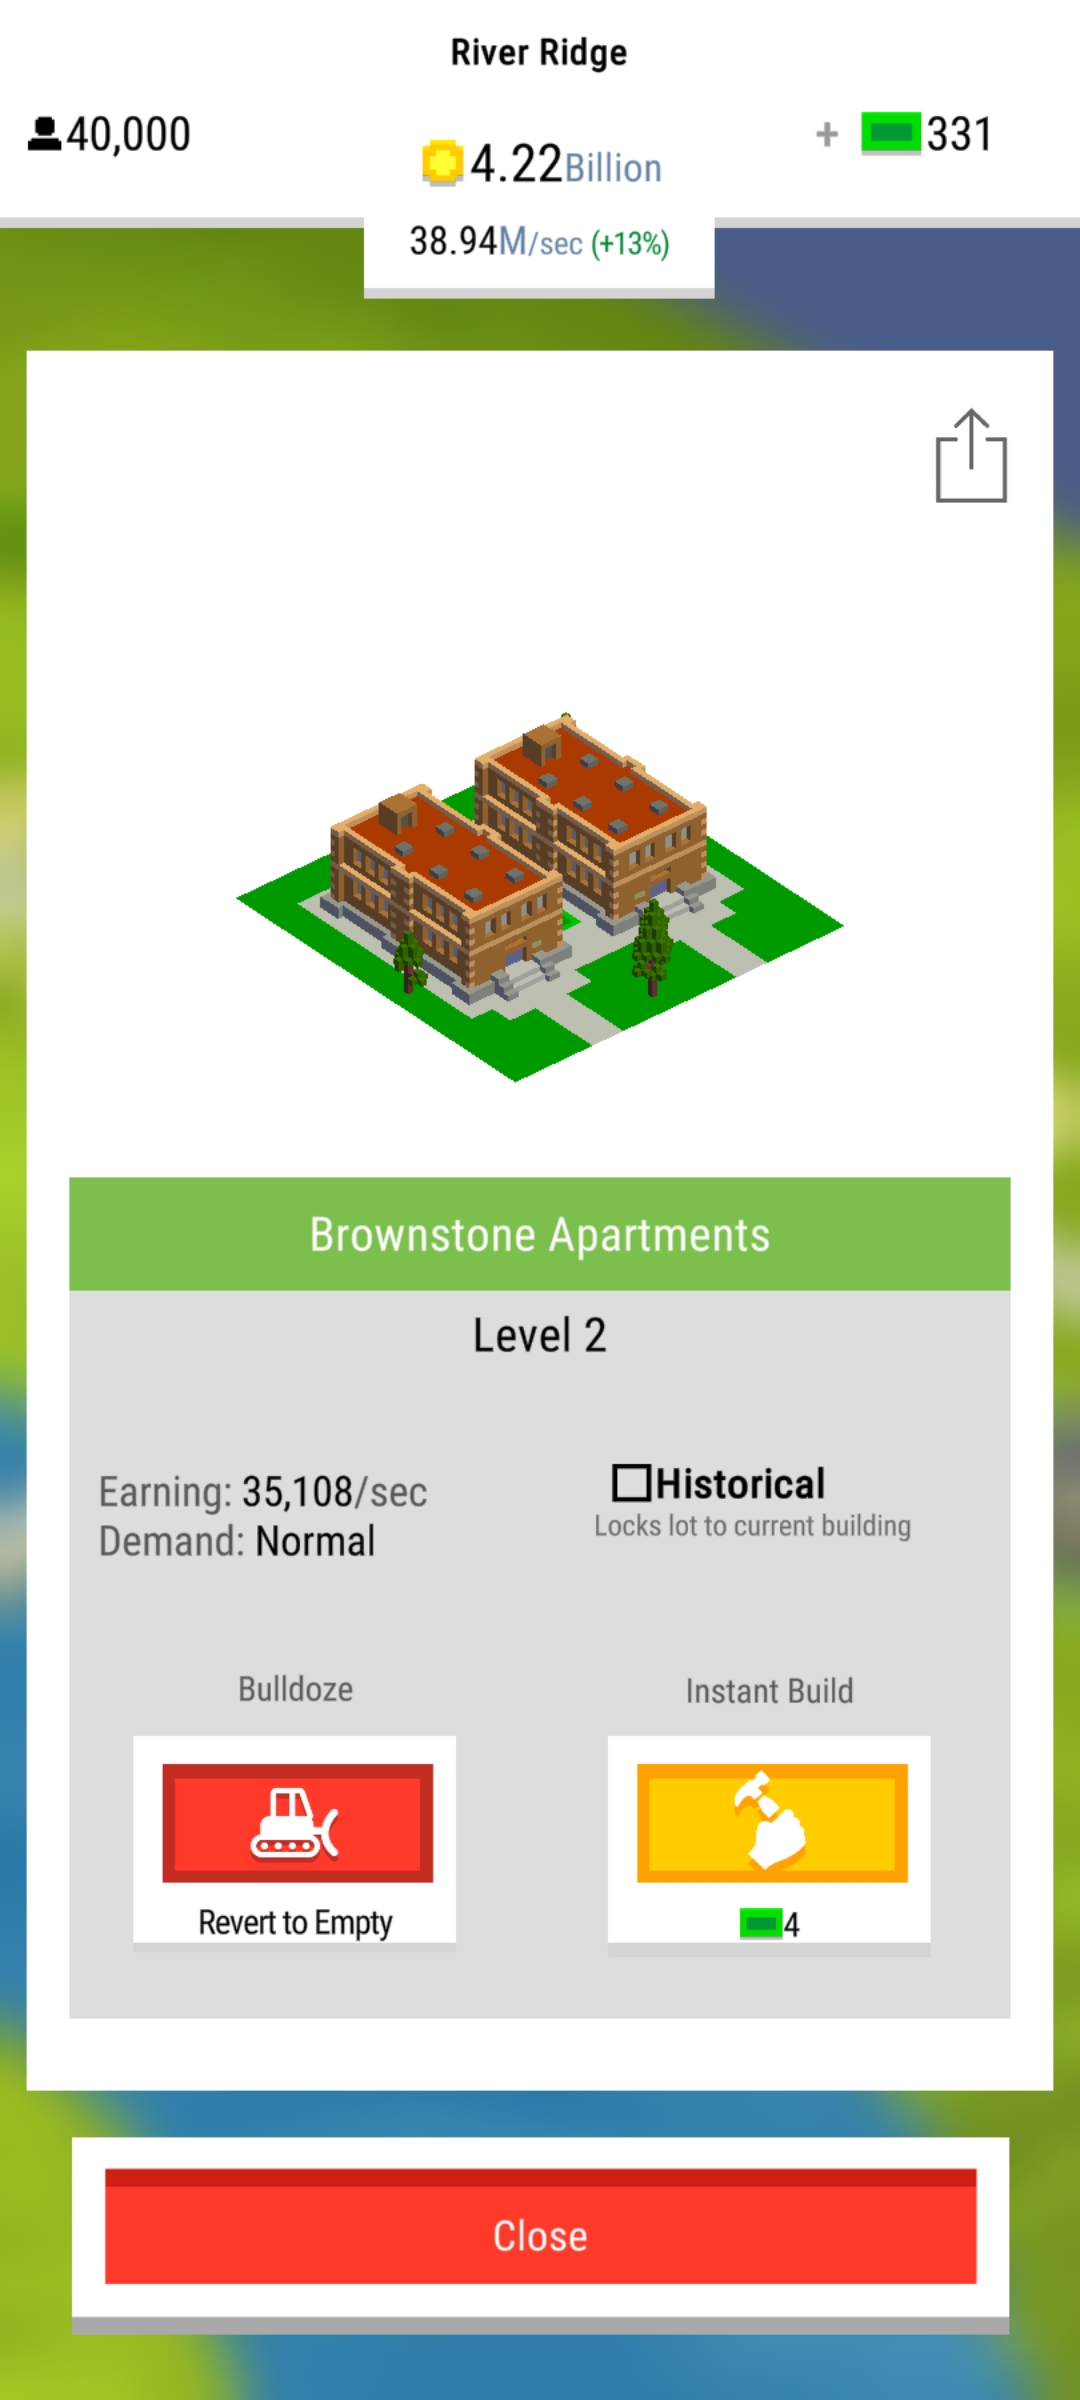 River Ridge
40,000
4.22Billion
+ 331
38.94M/sec (+13%)
Brownstone Apartments
Level 2
Earning: 35,108/sec
Demand: Normal
Historical
Locks lot to current building
Bulldoze
Instant Build
Revert to Empty
4
Close